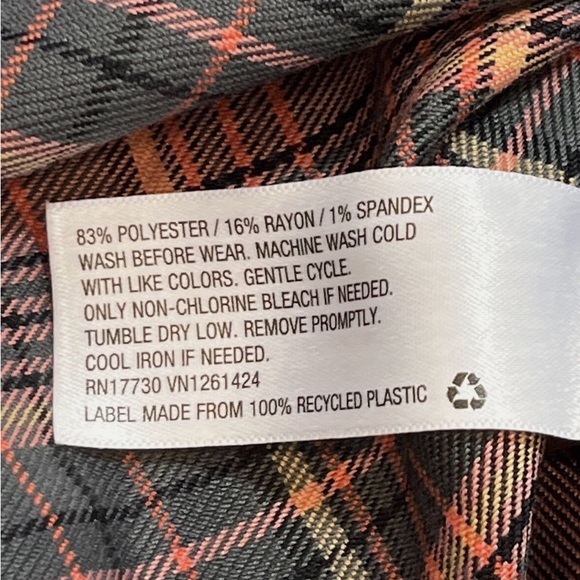 83% POLYESTER / 16% RAYON / 1% SPANDEX
WASH BEFORE WEAR. MACHINE WASH COLD
WITH LIKE COLORS. GENTLE CYCLE.
ONLY NON-CHLORINE BLEACH IF NEEDED.
TUMBLE DRY LOW. REMOVE PROMPTLY.
COOL IRON IF NEEDED.
RN17730 VN1261424
LABEL MADE FROM 100% RECYCLED PLASTIC